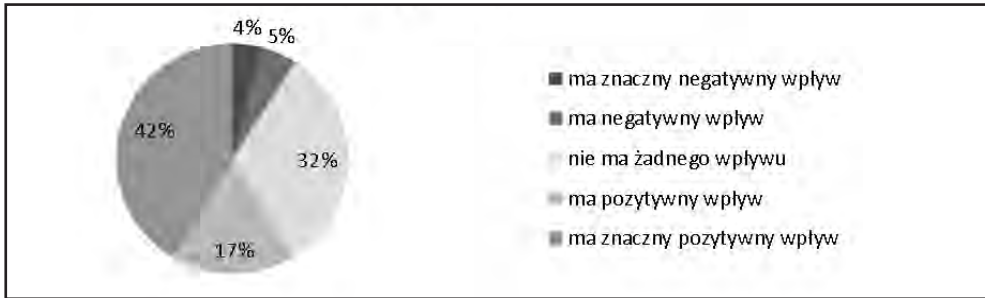 4%
5%
32%
17%
42%
ma znaczny negatywny wpływ
ma negatywny wpływ
nie ma żadnego wpływu
ma pozytywny wpływ
ma znaczny pozytywny wpływ